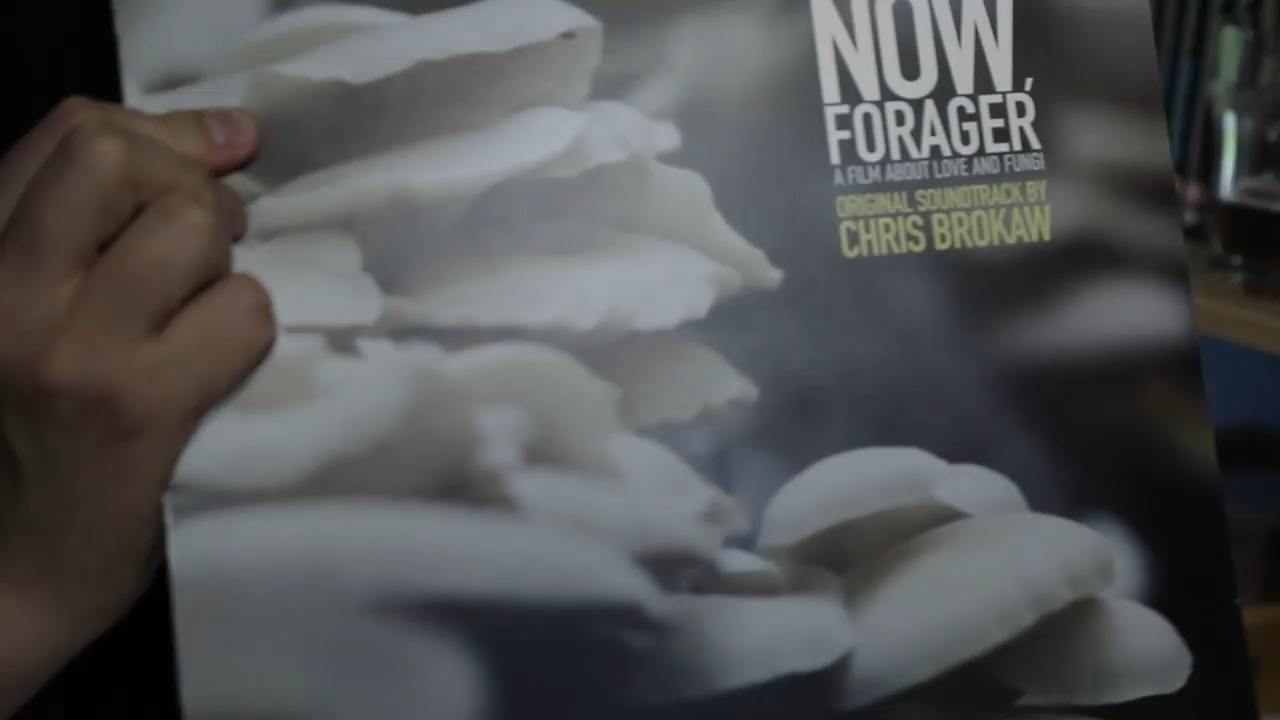 NOW,
FORAGER
A FILM ABOUT LOVE AND FUNGI
ORIGINAL SOUNDTRACK BY
CHRIS BROKAW